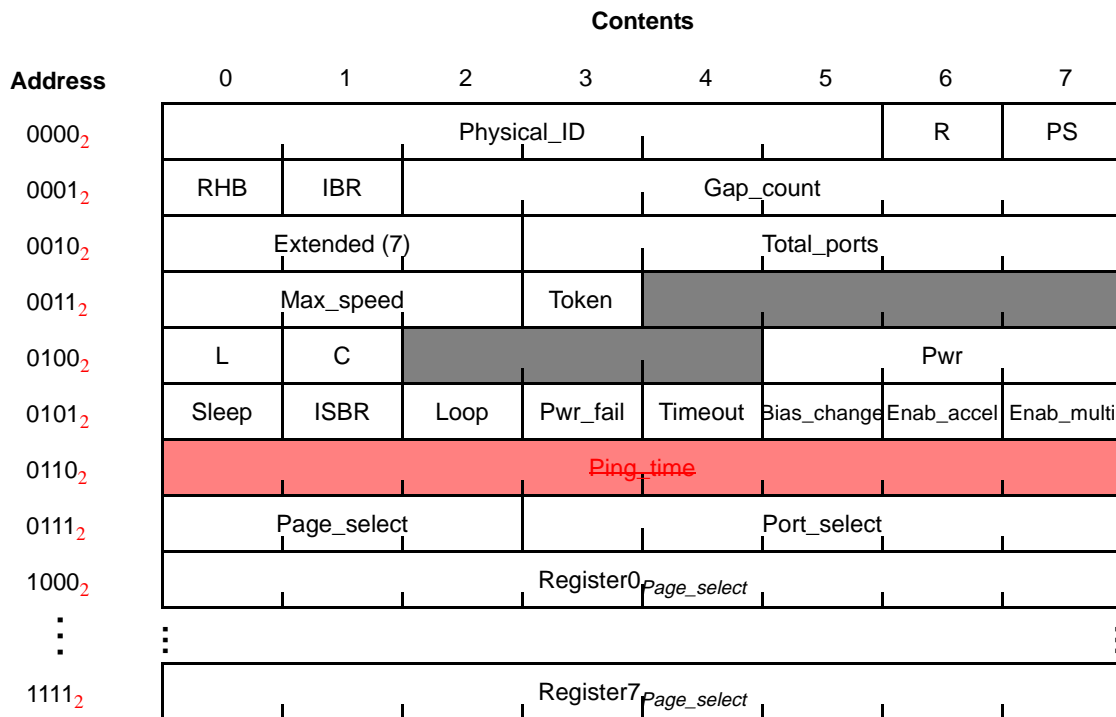 Contents
Address 0 1 2 3 4 5 6 7
0000₂ Physical_ID R PS
0001₂ RHB IBR Gap_count
0010₂ Extended (7) Total_ports
0011₂ Max_speed Token
0100₂ L C Pwr
0101₂ Sleep ISBR Loop Pwr_fail Timeout Bias_change Enab_accel Enab_multi
0110₂ Ping_time
0111₂ Page_select Port_select
1000₂ Register0Page_select
1111₂ Register7Page_select